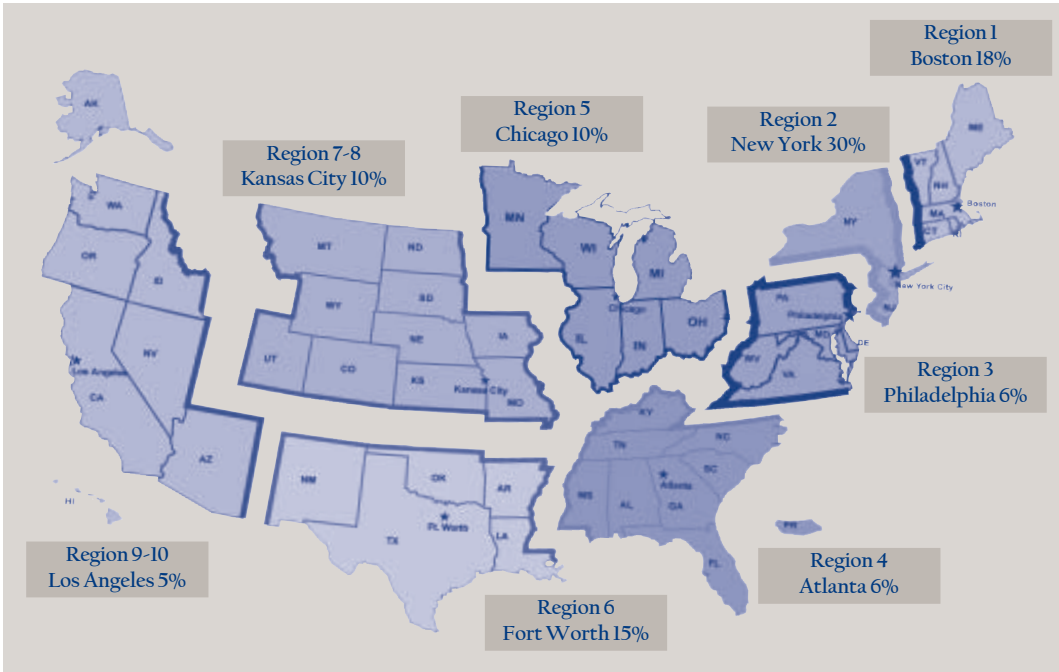 Region 1
Boston 18%
Region 2
New York 30%
Region 5
Chicago 10%
Region 7-8
Kansas City 10%
Region 3
Philadelphia 6%
Region 9-10
Los Angeles 5%
Region 4
Atlanta 6%
Region 6
Fort Worth 15%
AK
WA
OR
ID
NV
CA
Los Angeles
AZ
HI
MT
ND
WY
SD
NE
IA
UT
CO
KS
Kansas City
MO
MN
WI
MI
Chicago
IL
IN
OH
ME
VT
NH
MA
Boston
CT
RI
NY
New York City
NJ
PA
Philadelphia
MD
DE
WV
VA
KY
TN
NC
SC
MS
AL
GA
Atlanta
FL
PR
NM
OK
AR
TX
Ft. Worth
LA